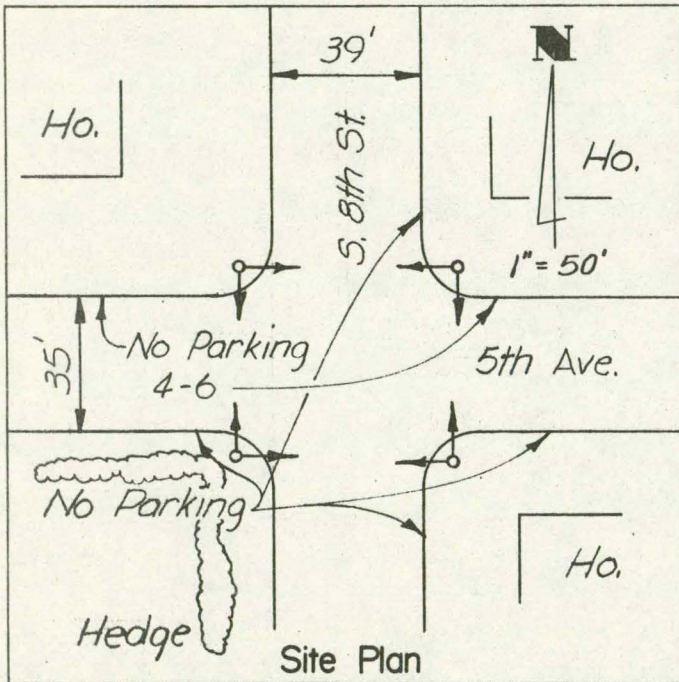 39'
N
Ho.
S. 8th St.
Ho.
1" = 50'
35'
No Parking
4-6
5th Ave.
No Parking
Ho.
Hedge
Site Plan